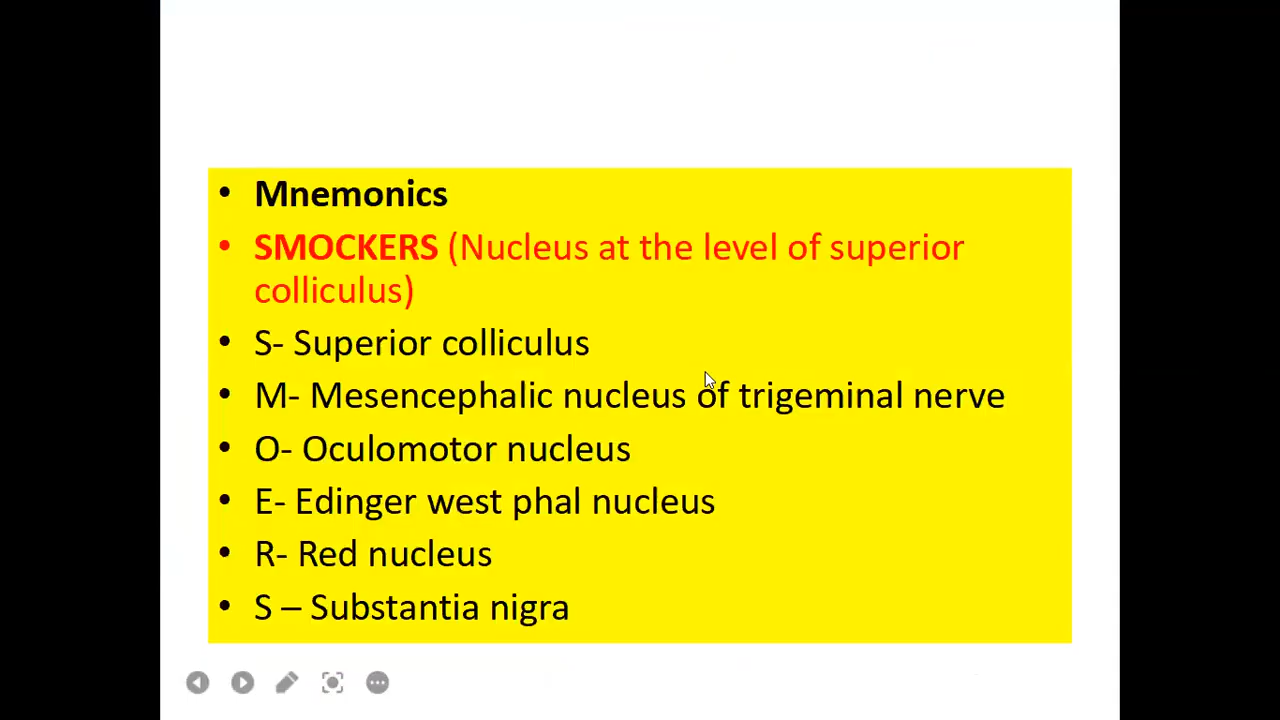 • Mnemonics
• SMOCKERS (Nucleus at the level of superior
colliculus)
• S- Superior colliculus
• M- Mesencephalic nucleus of trigeminal nerve
• O- Oculomotor nucleus
• E- Edinger west phal nucleus
• R- Red nucleus
• S – Substantia nigra